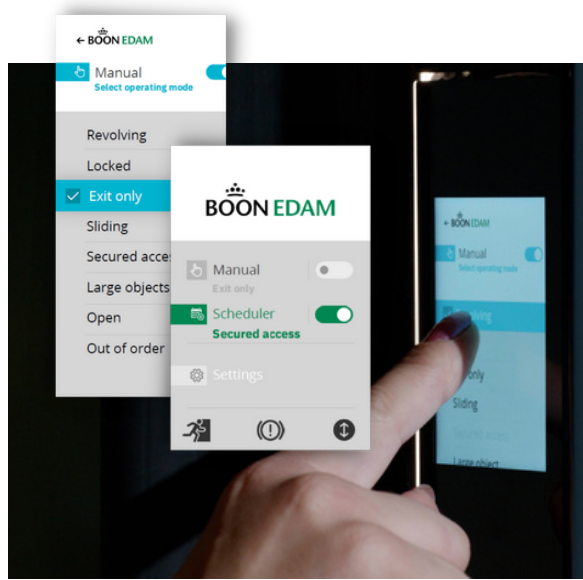 ← BOON EDAM
Manual
Select operating mode
Revolving
Locked
Exit only
Sliding
Secured acce
Large objects
Open
Out of order
BOON EDAM
Manual
Exit only
Scheduler
Secured access
Settings
← BOON EDAM
Manual
Select operating mode
only
Sliding
Secured access
Large object